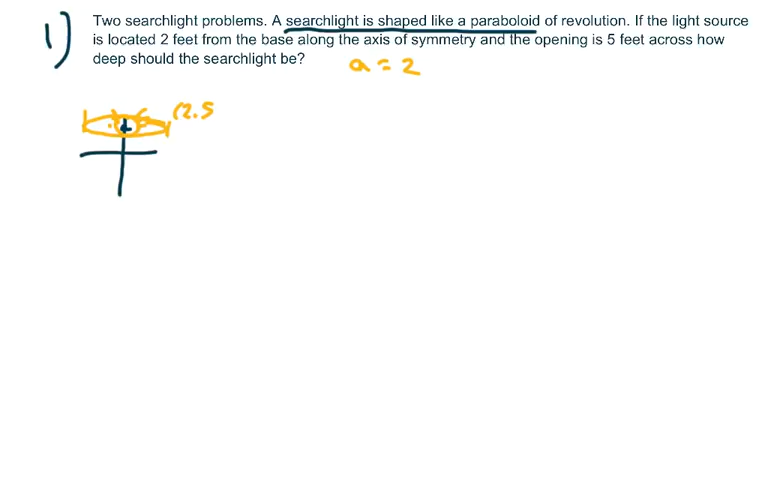 1)
Two searchlight problems. A searchlight is shaped like a paraboloid of revolution. If the light source
is located 2 feet from the base along the axis of symmetry and the opening is 5 feet across how
deep should the searchlight be?
a = 2
(2.5